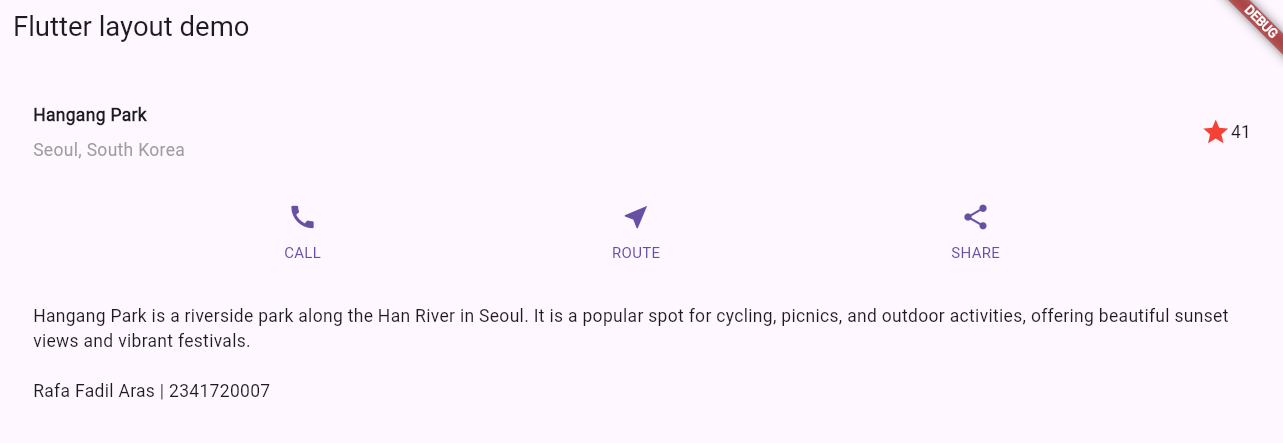 Flutter layout demo
DEBUG
Hangang Park
Seoul, South Korea
41
CALL
ROUTE
SHARE
Hangang Park is a riverside park along the Han River in Seoul. It is a popular spot for cycling, picnics, and outdoor activities, offering beautiful sunset
views and vibrant festivals.
Rafa Fadil Aras | 2341720007